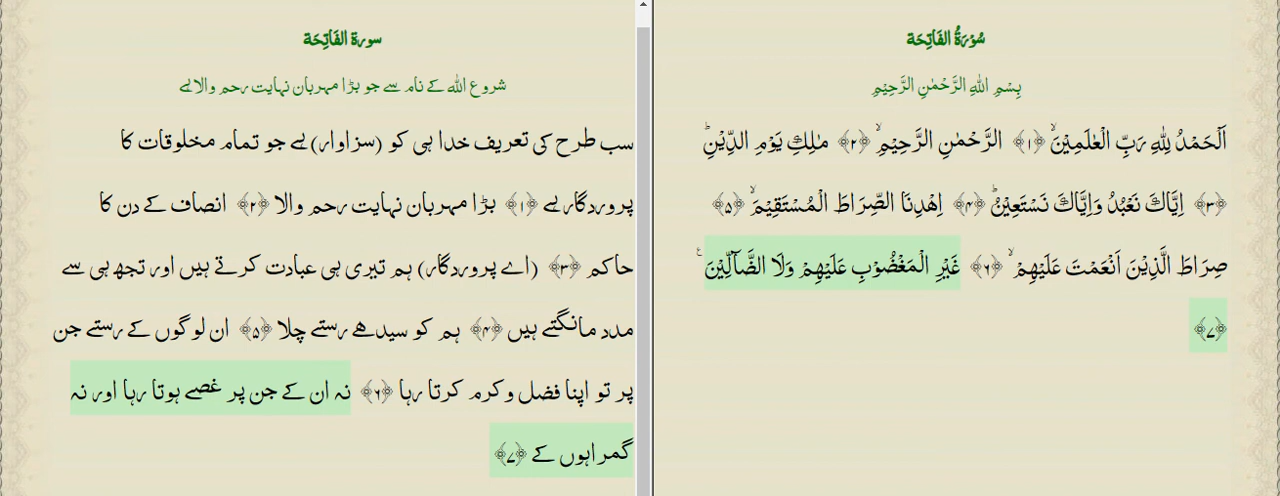 سُوْرَةُ الفَاتِحَة
بِسْمِ اللّٰهِ الرَّحْمٰنِ الرَّحِيْمِ
اَلْحَمْدُ لِلّٰهِ رَبِّ الْعٰلَمِيْنَۙ ﴿۱﴾ الرَّحْمٰنِ الرَّحِيْمِۙ ﴿۲﴾ مٰلِكِ يَوْمِ الدِّيْنِؕ
﴿۳﴾ اِيَّاكَ نَعْبُدُ وَاِيَّاكَ نَسْتَعِيْنُؕ ﴿۴﴾ اِهْدِنَا الصِّرَاطَ الْمُسْتَقِيْمَۙ ﴿۵﴾
صِرَاطَ الَّذِيْنَ اَنْعَمْتَ عَلَيْهِمْۙ ﴿۶﴾ غَيْرِ الْمَغْضُوْبِ عَلَيْهِمْ وَلَا الضَّآلِّيْنَ ع
﴿۷﴾
سورة الفَاتِحَة
شروع الله کے نام سے جو بڑا مہربان نہایت رحم والا ہے
سب طرح کی تعریف خدا ہی کو (سزاوار) ہے جو تمام مخلوقات کا
پروردگار ہے ﴿۱﴾ بڑا مہربان نہایت رحم والا ﴿۲﴾ انصاف کے دن کا
حاکم ﴿۳﴾ (اے پروردگار) ہم تیری ہی عبادت کرتے ہیں اور تجھ ہی سے
مدد مانگتے ہیں ﴿۴﴾ ہم کو سیدھے رستے چلا ﴿۵﴾ ان لوگوں کے رستے جن
پر تو اپنا فضل وکرم کرتا رہا ﴿۶﴾ نہ ان کے جن پر غصے ہوتا رہا اور نہ
گمراہوں کے ﴿۷﴾